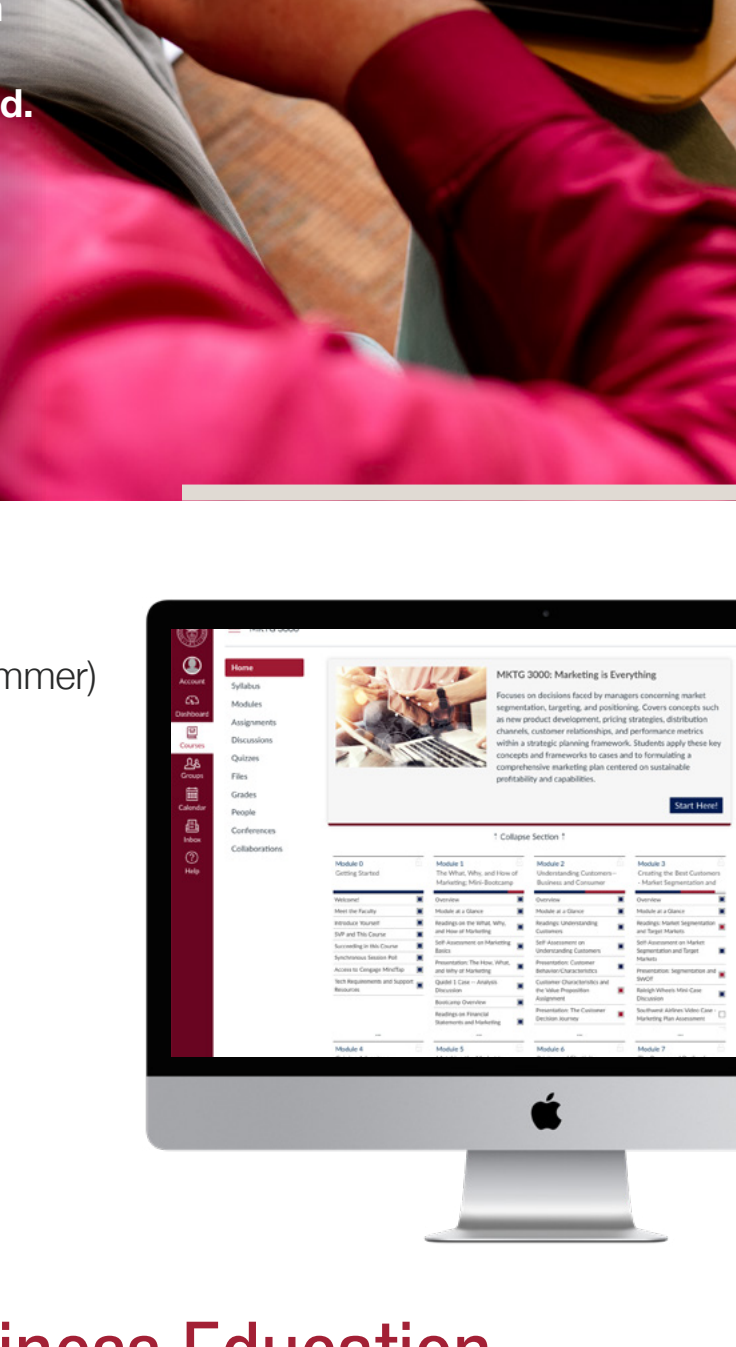 d.
mmer)
MKTG 3000
Account
Dashboard
Courses
Groups
Calendar
Inbox
Help
Home
Syllabus
Modules
Assignments
Discussions
Quizzes
Files
Grades
People
Conferences
Collaborations
MKTG 3000: Marketing is Everything
Focuses on decisions faced by managers concerning market
segmentation, targeting, and positioning. Covers concepts such
as new product development, pricing strategies, distribution
channels, customer relationships, and performance metrics
within a strategic planning framework. Students apply these key
concepts and frameworks to cases and to formulating a
comprehensive marketing plan centered on sustainable
profitability and capabilities.
Start Here!
↑ Collapse Section ↑
Module 0
Getting Started
Welcome!
Meet the Faculty
Introduce Yourself
SVP and This Course
Succeeding in this Course
Synchronous Session Poll
Access to Cengage MindTap
Tech Requirements and Support
Resources
Module 4
Module 1
The What, Why, and How of
Marketing; Mini-Bootcamp
Overview
Module at a Glance
Readings on the What, Why,
and How of Marketing
Self-Assessment on Marketing
Basics
Presentation: The How, What,
and Why of Marketing
Quidel 1 Case -- Analysis
Discussion
Bootcamp Overview
Readings on Financial
Statements and Marketing
...
Module 5
Module 2
Understanding Customers--
Business and Consumer
Overview
Module at a Glance
Readings: Understanding
Customers
Self-Assessment on
Understanding Customers
Presentation: Customer
Behavior/Characteristics
Customer Characteristics and
the Value Proposition
Assignment
Presentation: The Customer
Decision Journey
...
Module 6
Module 3
Creating the Best Customers
- Market Segmentation and
Overview
Module at a Glance
Readings: Market Segmentation
and Target Markets
Self-Assessment on Market
Segmentation and Target
Markets
Presentation: Segmentation and
SWOT
Raleigh Wheels Mini-Case
Discussion
Southwest Airlines Video Case -
Marketing Plan Assessment
...
Module 7
iness Education